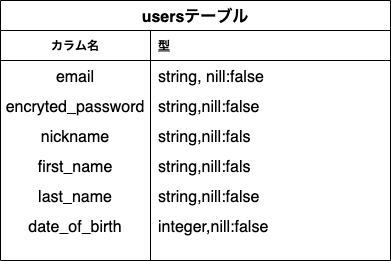 usersテーブル
カラム名 型
email string, nill:false
encryted_password string,nill:false
nickname string,nill:fals
first_name string,nill:fals
last_name string,nill:false
date_of_birth integer,nill:false